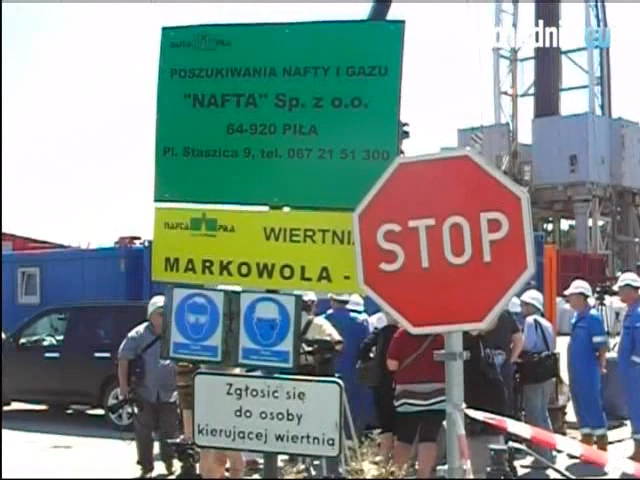 NAFTA PIŁA
POSZUKIWANIA NAFTY I GAZU
"NAFTA" Sp. z o.o.
64-920 PIŁA
Pl. Staszica 9, tel. 067 21 51 300
NAFTA PIŁA
WIERTNIA
MARKOWOLA -
STOP
Zgłosić się
do osoby
kierującej wiertnią